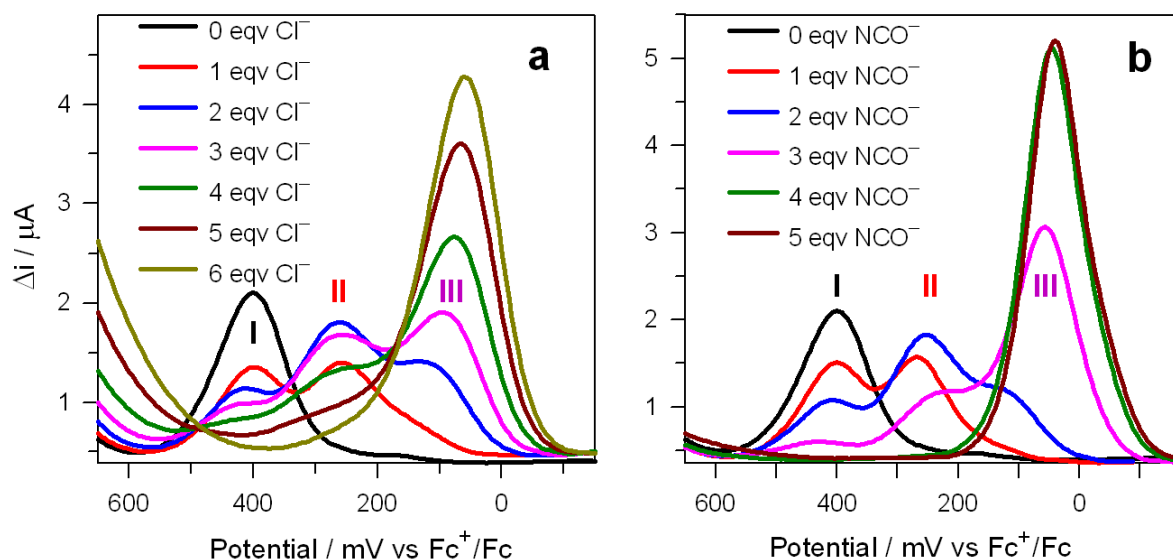 a
0 eqv Cl⁻
1 eqv Cl⁻
2 eqv Cl⁻
3 eqv Cl⁻
4 eqv Cl⁻
5 eqv Cl⁻
6 eqv Cl⁻
I
II
III
4
3
2
1
Δi / μA
600
400
200
0
Potential / mV vs Fc⁺/Fc
b
0 eqv NCO⁻
1 eqv NCO⁻
2 eqv NCO⁻
3 eqv NCO⁻
4 eqv NCO⁻
5 eqv NCO⁻
I
II
III
5
4
3
2
1
600
400
200
0
Potential / mV vs Fc⁺/Fc